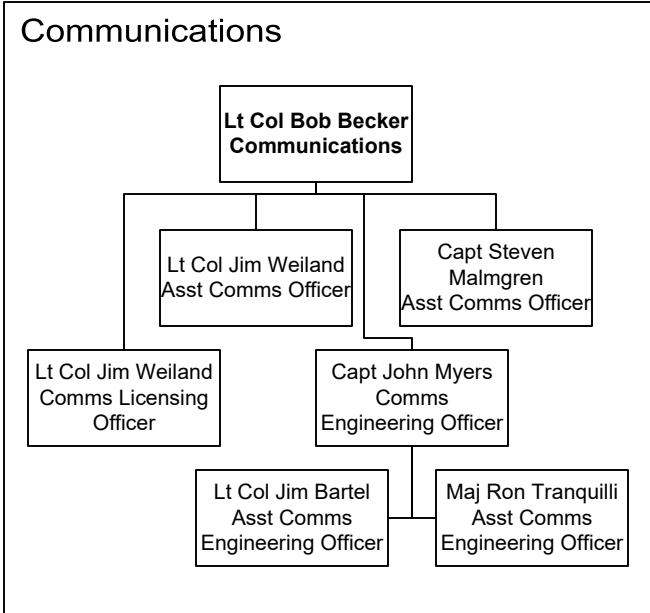 Communications
Lt Col Bob Becker
Communications
Lt Col Jim Weiland
Asst Comms Officer
Capt Steven
Malmgren
Asst Comms Officer
Lt Col Jim Weiland
Comms Licensing
Officer
Capt John Myers
Comms
Engineering Officer
Lt Col Jim Bartel
Asst Comms
Engineering Officer
Maj Ron Tranquilli
Asst Comms
Engineering Officer